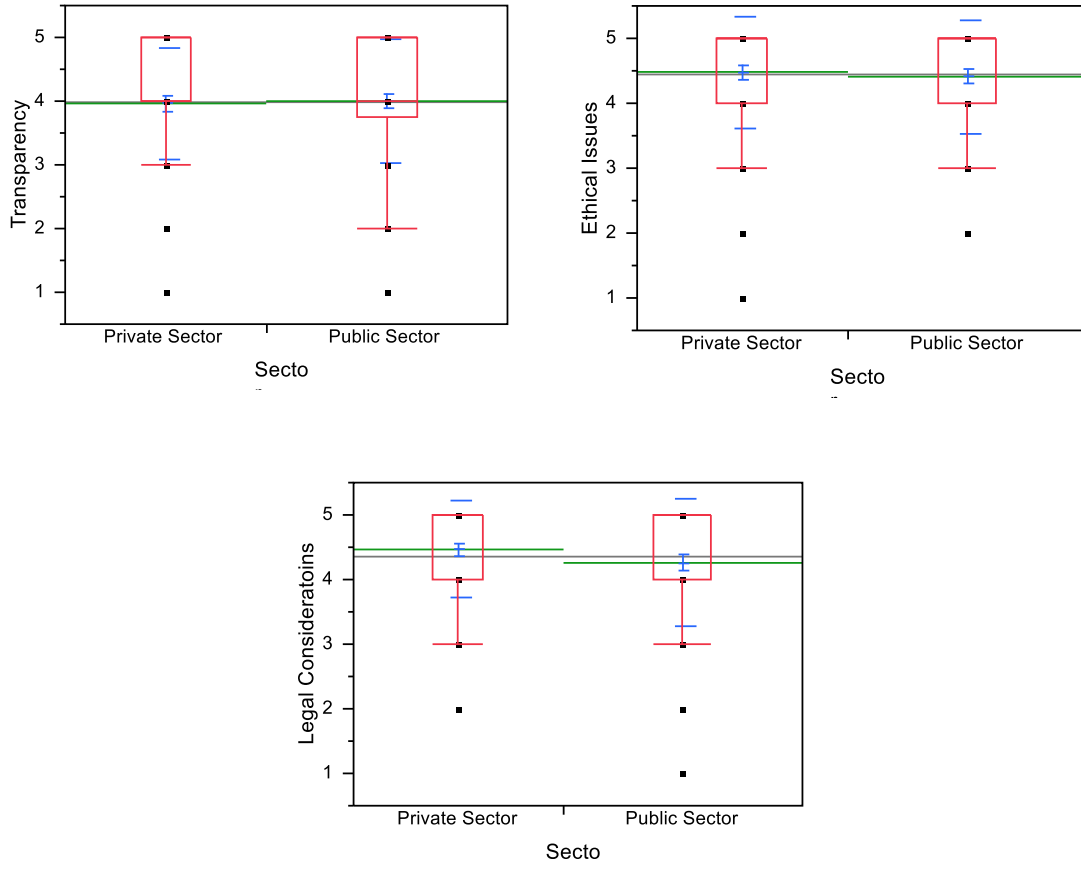 Transparency
5
4
3
2
1
Private Sector
Public Sector
Secto
Ethical Issues
5
4
3
2
1
Private Sector
Public Sector
Secto
Legal Consideratoins
5
4
3
2
1
Private Sector
Public Sector
Secto